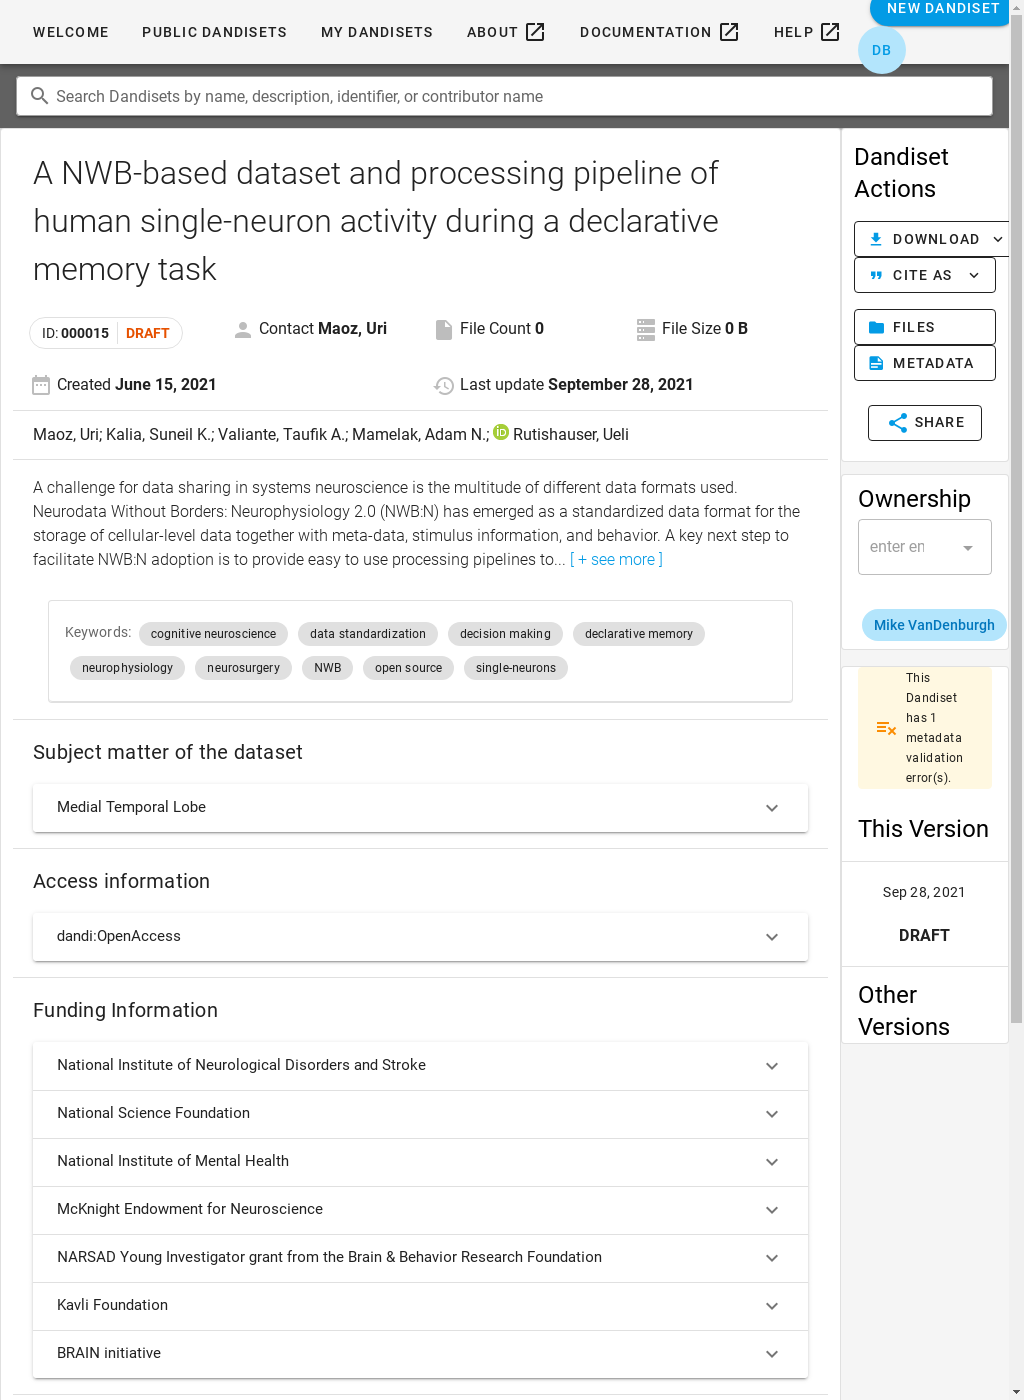 WELCOME PUBLIC DANDISETS MY DANDISETS ABOUT DOCUMENTATION HELP NEW DANDISET
DB
Search Dandisets by name, description, identifier, or contributor name
A NWB-based dataset and processing pipeline of
human single-neuron activity during a declarative
memory task
ID: 000015 DRAFT Contact Maoz, Uri File Count 0 File Size 0 B
Created June 15, 2021 Last update September 28, 2021
Maoz, Uri; Kalia, Suneil K.; Valiante, Taufik A.; Mamelak, Adam N.; iD Rutishauser, Ueli
A challenge for data sharing in systems neuroscience is the multitude of different data formats used.
Neurodata Without Borders: Neurophysiology 2.0 (NWB:N) has emerged as a standardized data format for the
storage of cellular-level data together with meta-data, stimulus information, and behavior. A key next step to
facilitate NWB:N adoption is to provide easy to use processing pipelines to... [ + see more ]
Keywords: cognitive neuroscience data standardization decision making declarative memory
neurophysiology neurosurgery NWB open source single-neurons
Subject matter of the dataset
Medial Temporal Lobe
Access information
dandi:OpenAccess
Funding Information
National Institute of Neurological Disorders and Stroke
National Science Foundation
National Institute of Mental Health
McKnight Endowment for Neuroscience
NARSAD Young Investigator grant from the Brain & Behavior Research Foundation
Kavli Foundation
BRAIN initiative
Dandiset
Actions
DOWNLOAD
CITE AS
FILES
METADATA
SHARE
Ownership
enter em
Mike VanDenburgh
This
Dandiset
has 1
metadata
validation
error(s).
This Version
Sep 28, 2021
DRAFT
Other
Versions